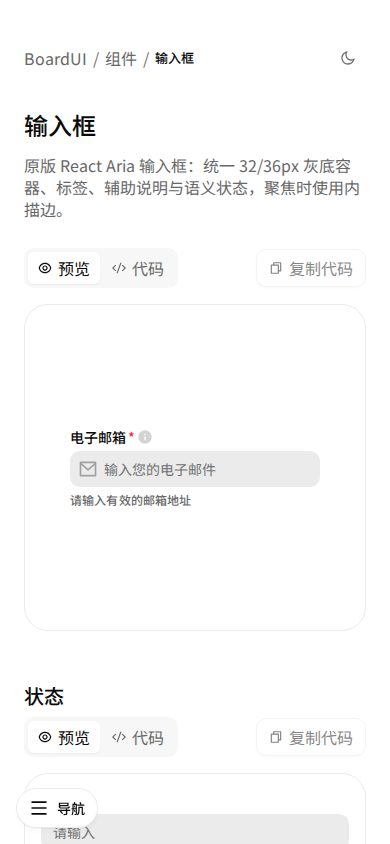 BoardUI / 组件 / 输入框
输入框
原版 React Aria 输入框：统一 32/36px 灰底容
器、标签、辅助说明与语义状态，聚焦时使用内
描边。
预览 代码 复制代码
电子邮箱 *
输入您的电子邮件
请输入有效的邮箱地址
状态
预览 代码 复制代码
导航
请输入